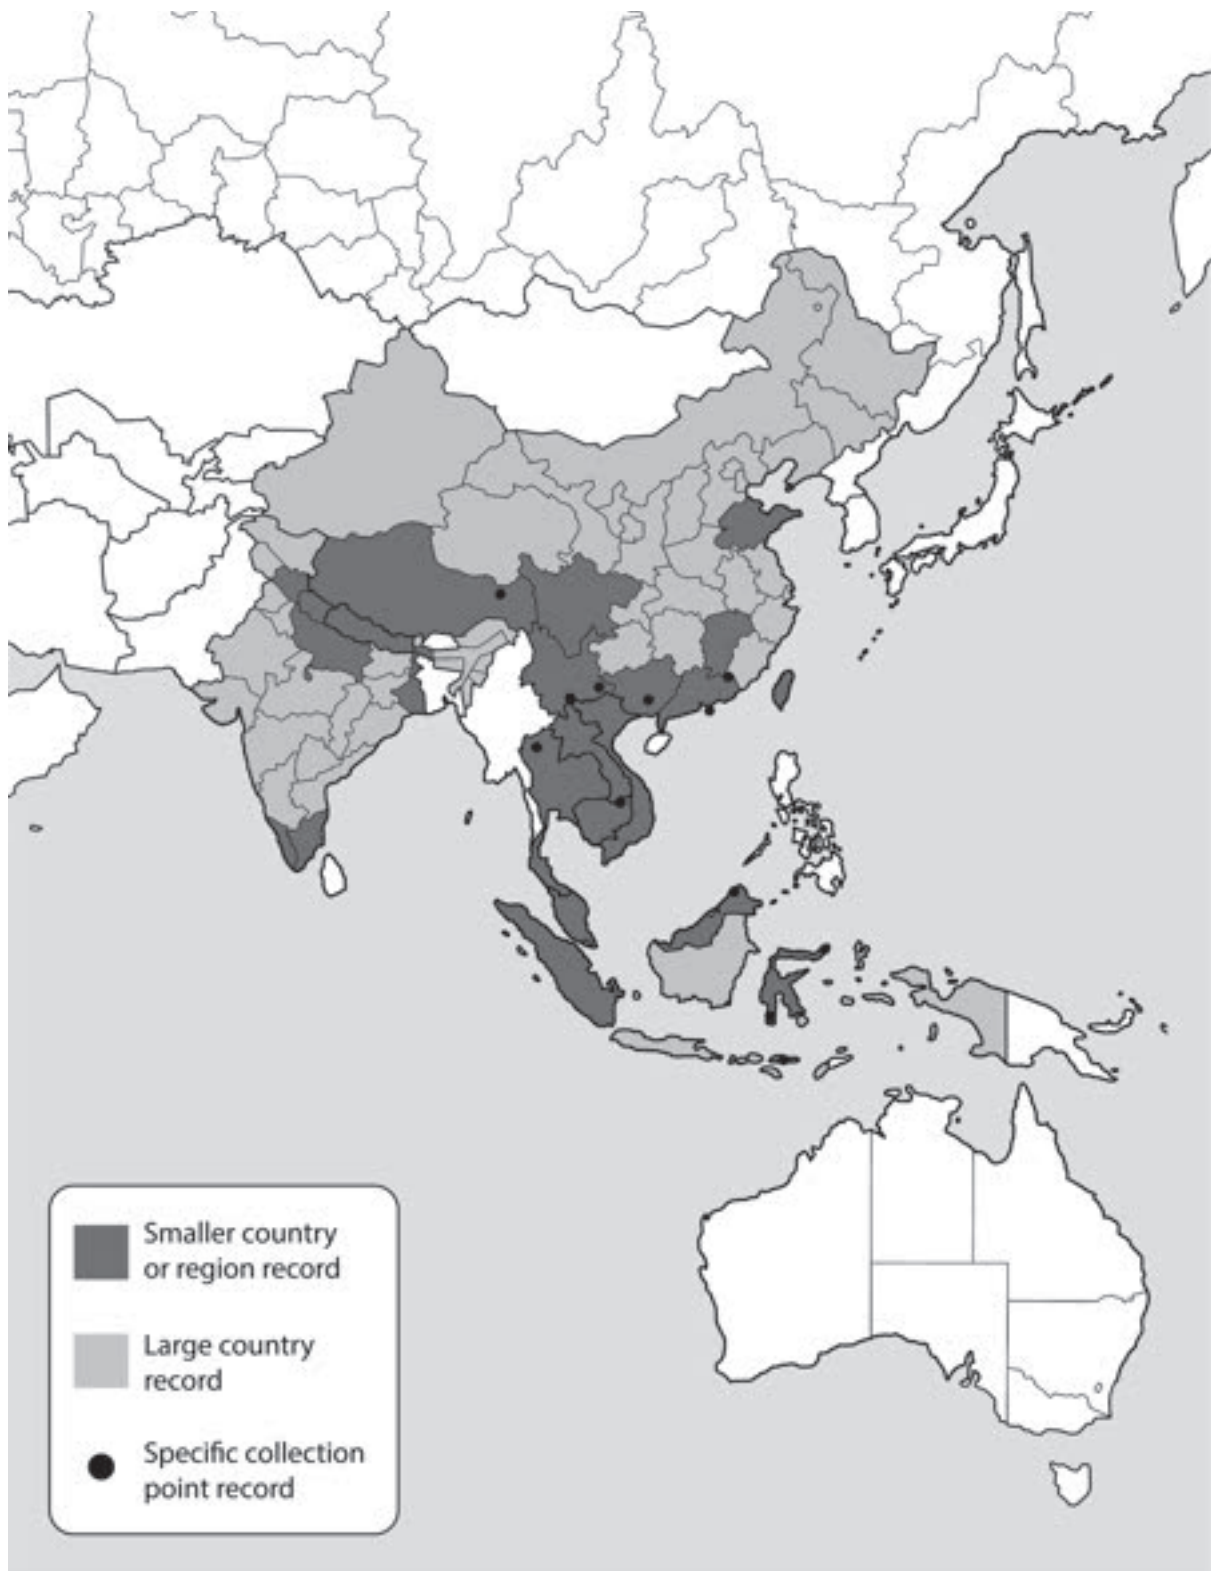 Smaller country
or region record
Large country
record
Specific collection
point record